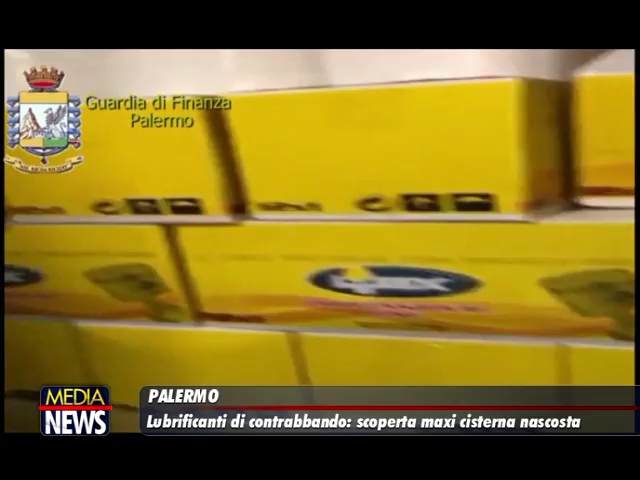 Guardia di Finanza
Palermo
MEDIA
NEWS
PALERMO
Lubrificanti di contrabbando: scoperta maxi cisterna nascosta